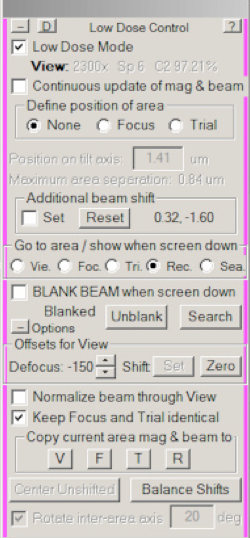 – D Low Dose Control ?
Low Dose Mode
View: 2300x Sp 6 C2 97.21%
Continuous update of mag & beam
Define position of area
None Focus Trial
Position on tilt axis: 1.41 um
Maximum area seperation: 0.84 um
Additional beam shift
Set Reset 0.32, -1.60
Go to area / show when screen down
Vie. Foc. Tri. Rec. Sea.
BLANK BEAM when screen down
Blanked Unblank Search
– Options
Offsets for View
Defocus: -150 Shift: Set Zero
Normalize beam through View
Keep Focus and Trial identical
Copy current area mag & beam to
V F T R
Center Unshifted Balance Shifts
Rotate inter-area axis 20 deg